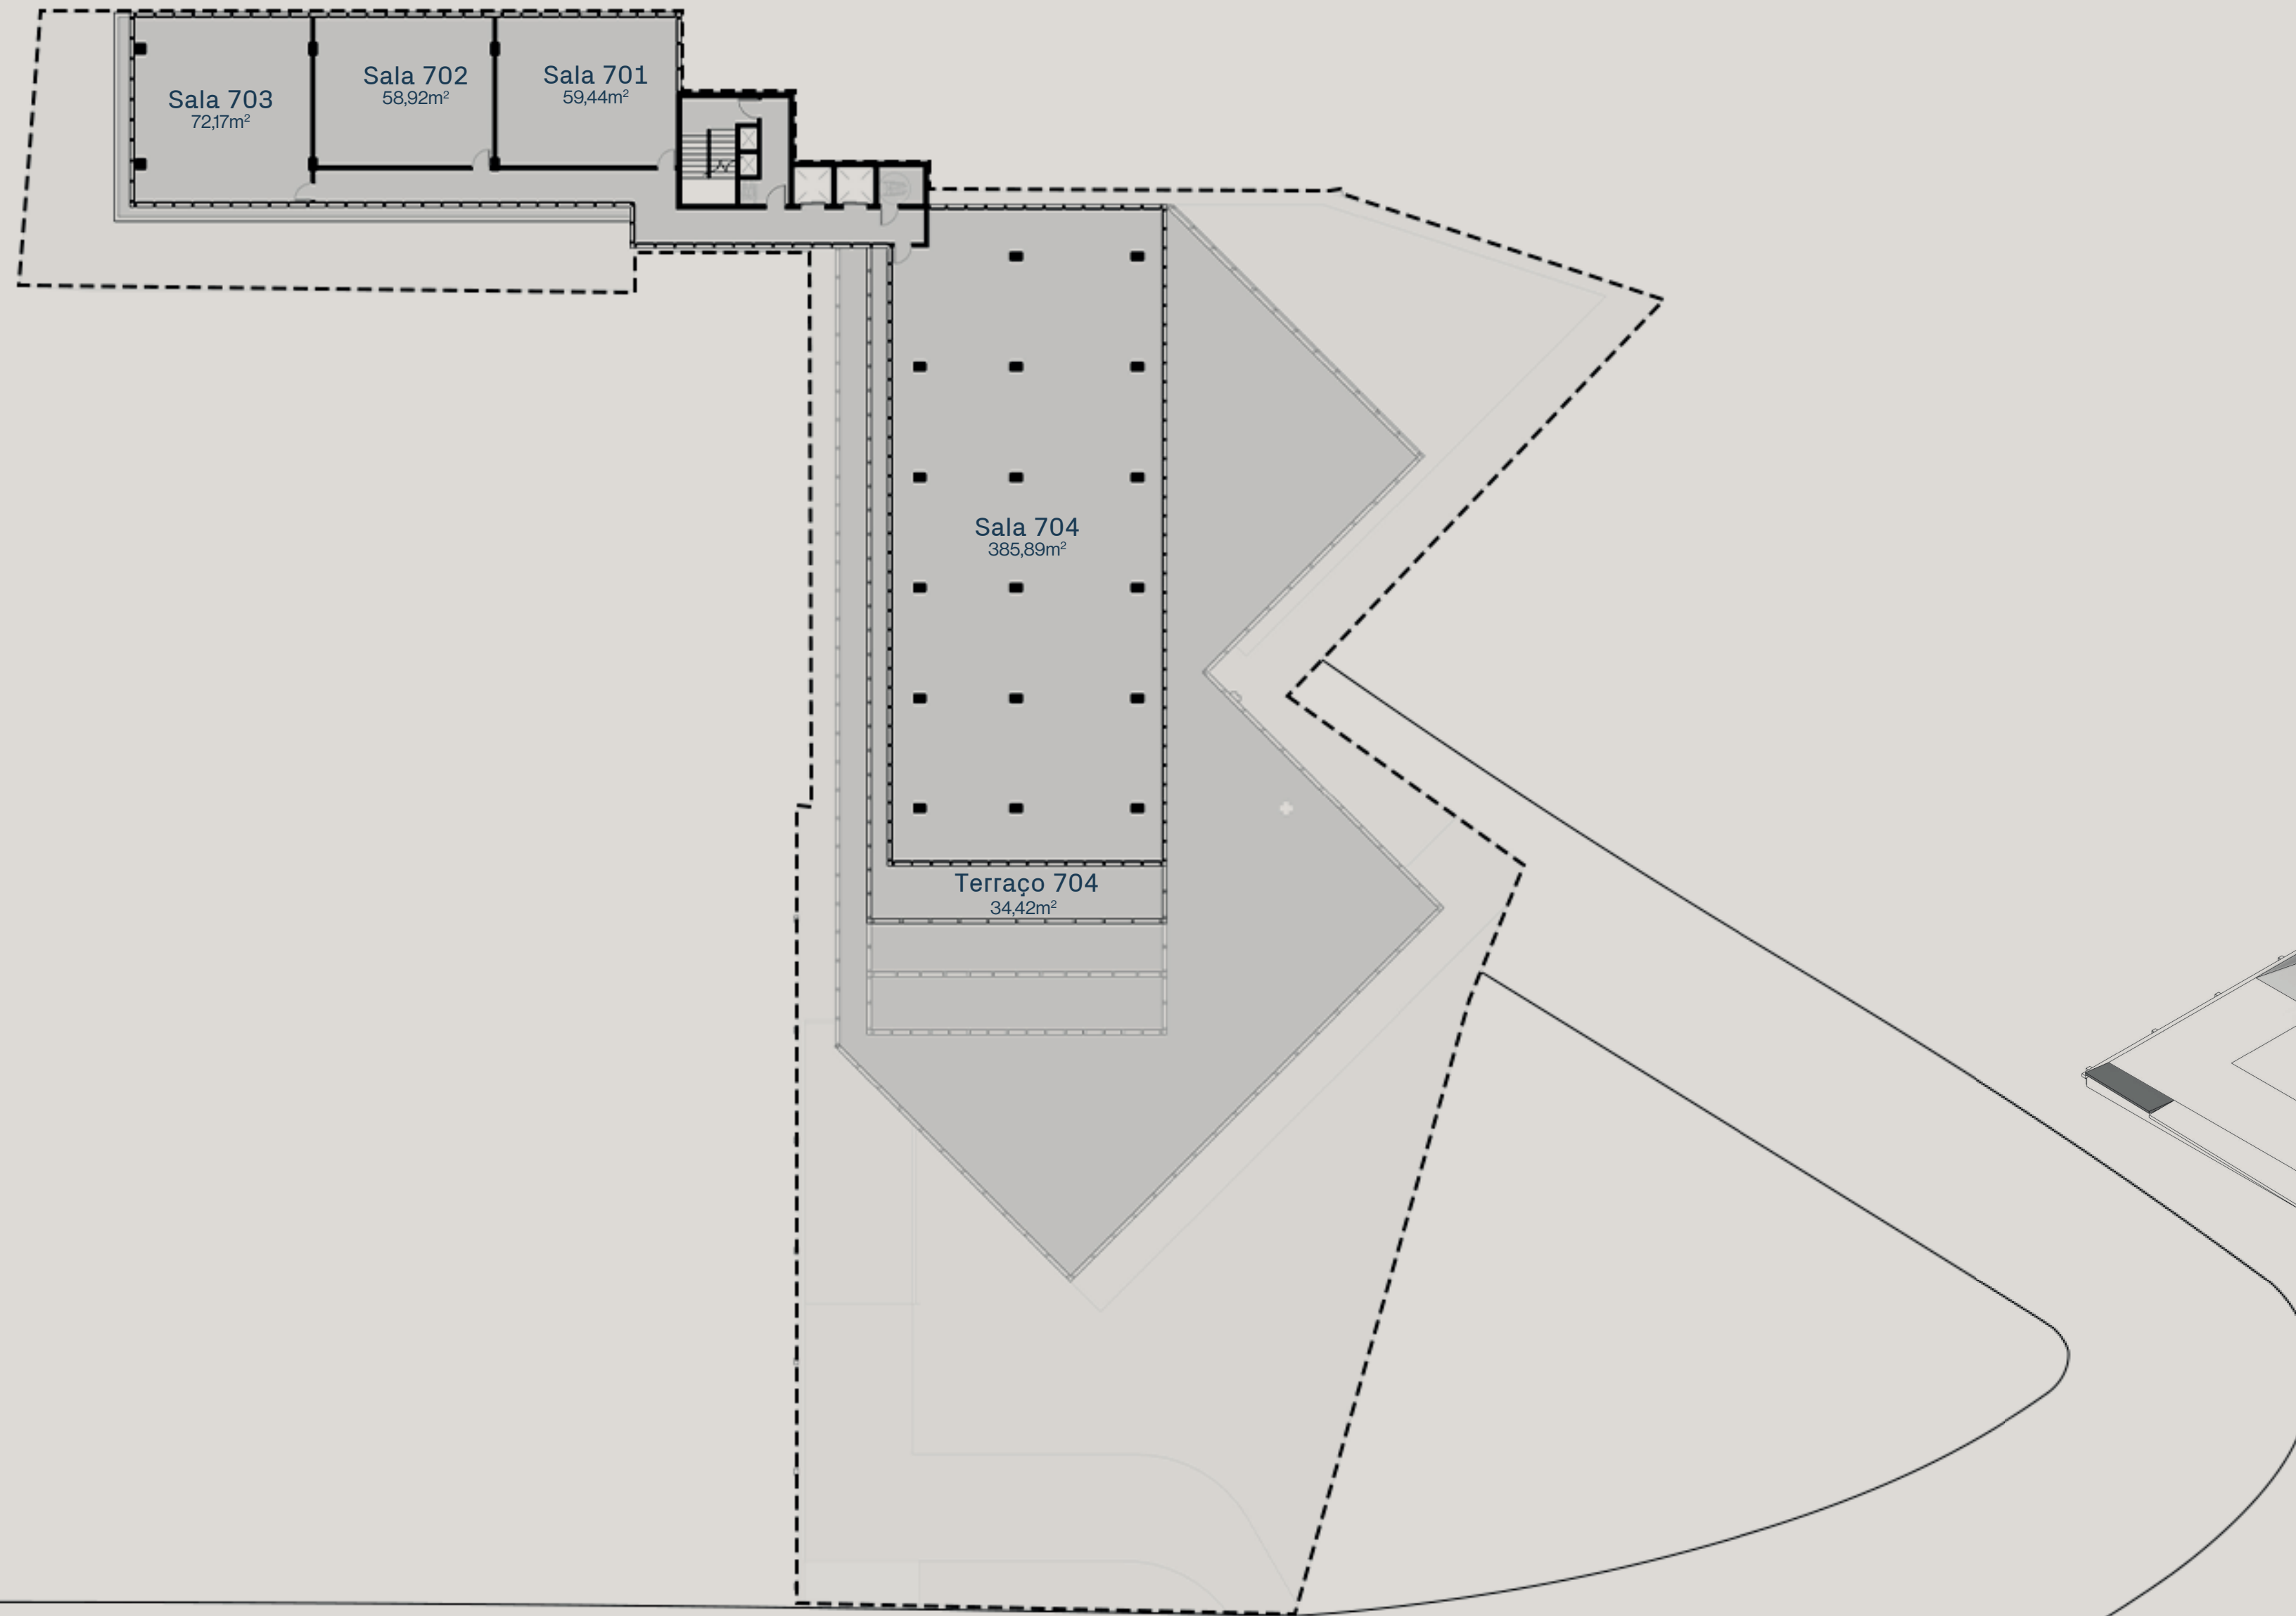 Sala 703
72,17m²
Sala 702
58,92m²
Sala 701
59,44m²
Sala 704
385,89m²
Terraço 704
34,42m²